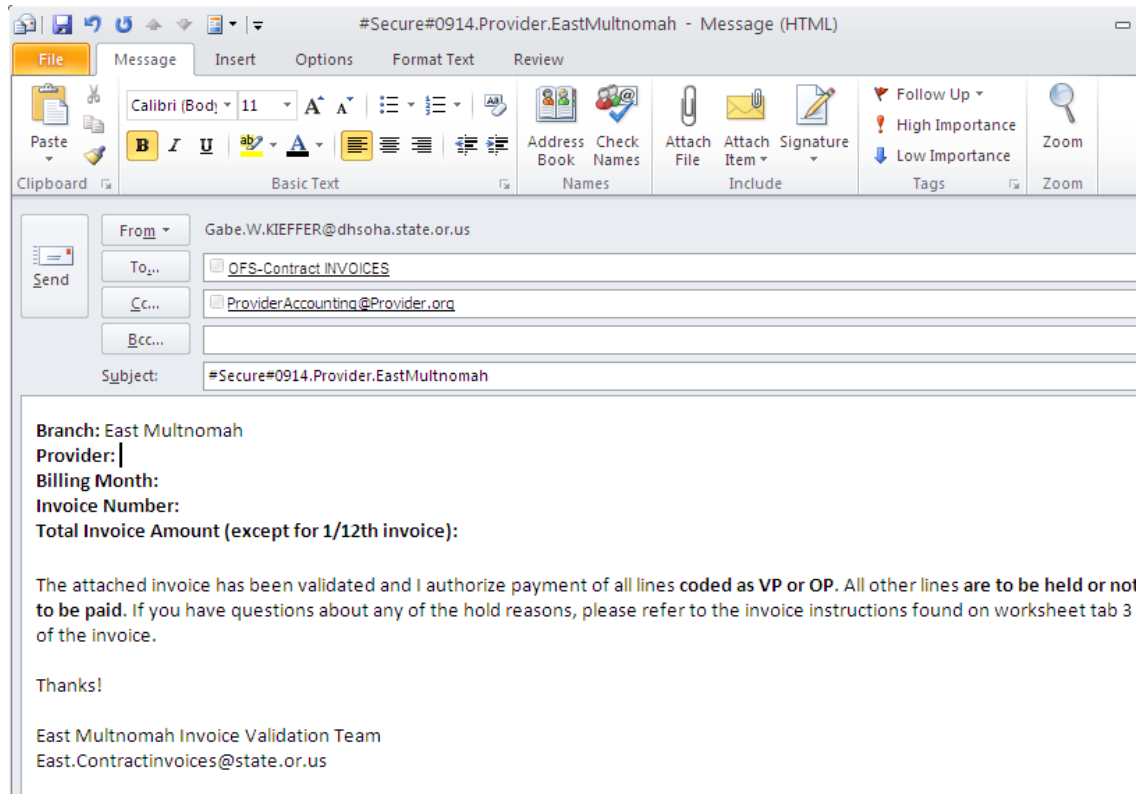 #Secure#0914.Provider.EastMultnomah - Message (HTML)
File Message Insert Options Format Text Review
Calibri (Body 11
Paste
B I U
Address Book
Check Names
Attach File
Attach Item
Signature
Follow Up
High Importance
Low Importance
Zoom
Clipboard Basic Text Names Include Tags Zoom
Send
From Gabe.W.KIEFFER@dhsoha.state.or.us
To... OFS-Contract INVOICES
Cc... ProviderAccounting@Provider.org
Bcc...
Subject: #Secure#0914.Provider.EastMultnomah
Branch: East Multnomah
Provider:
Billing Month:
Invoice Number:
Total Invoice Amount (except for 1/12th invoice):
The attached invoice has been validated and I authorize payment of all lines coded as VP or OP. All other lines are to be held or not
to be paid. If you have questions about any of the hold reasons, please refer to the invoice instructions found on worksheet tab 3
of the invoice.
Thanks!
East Multnomah Invoice Validation Team
East.Contractinvoices@state.or.us